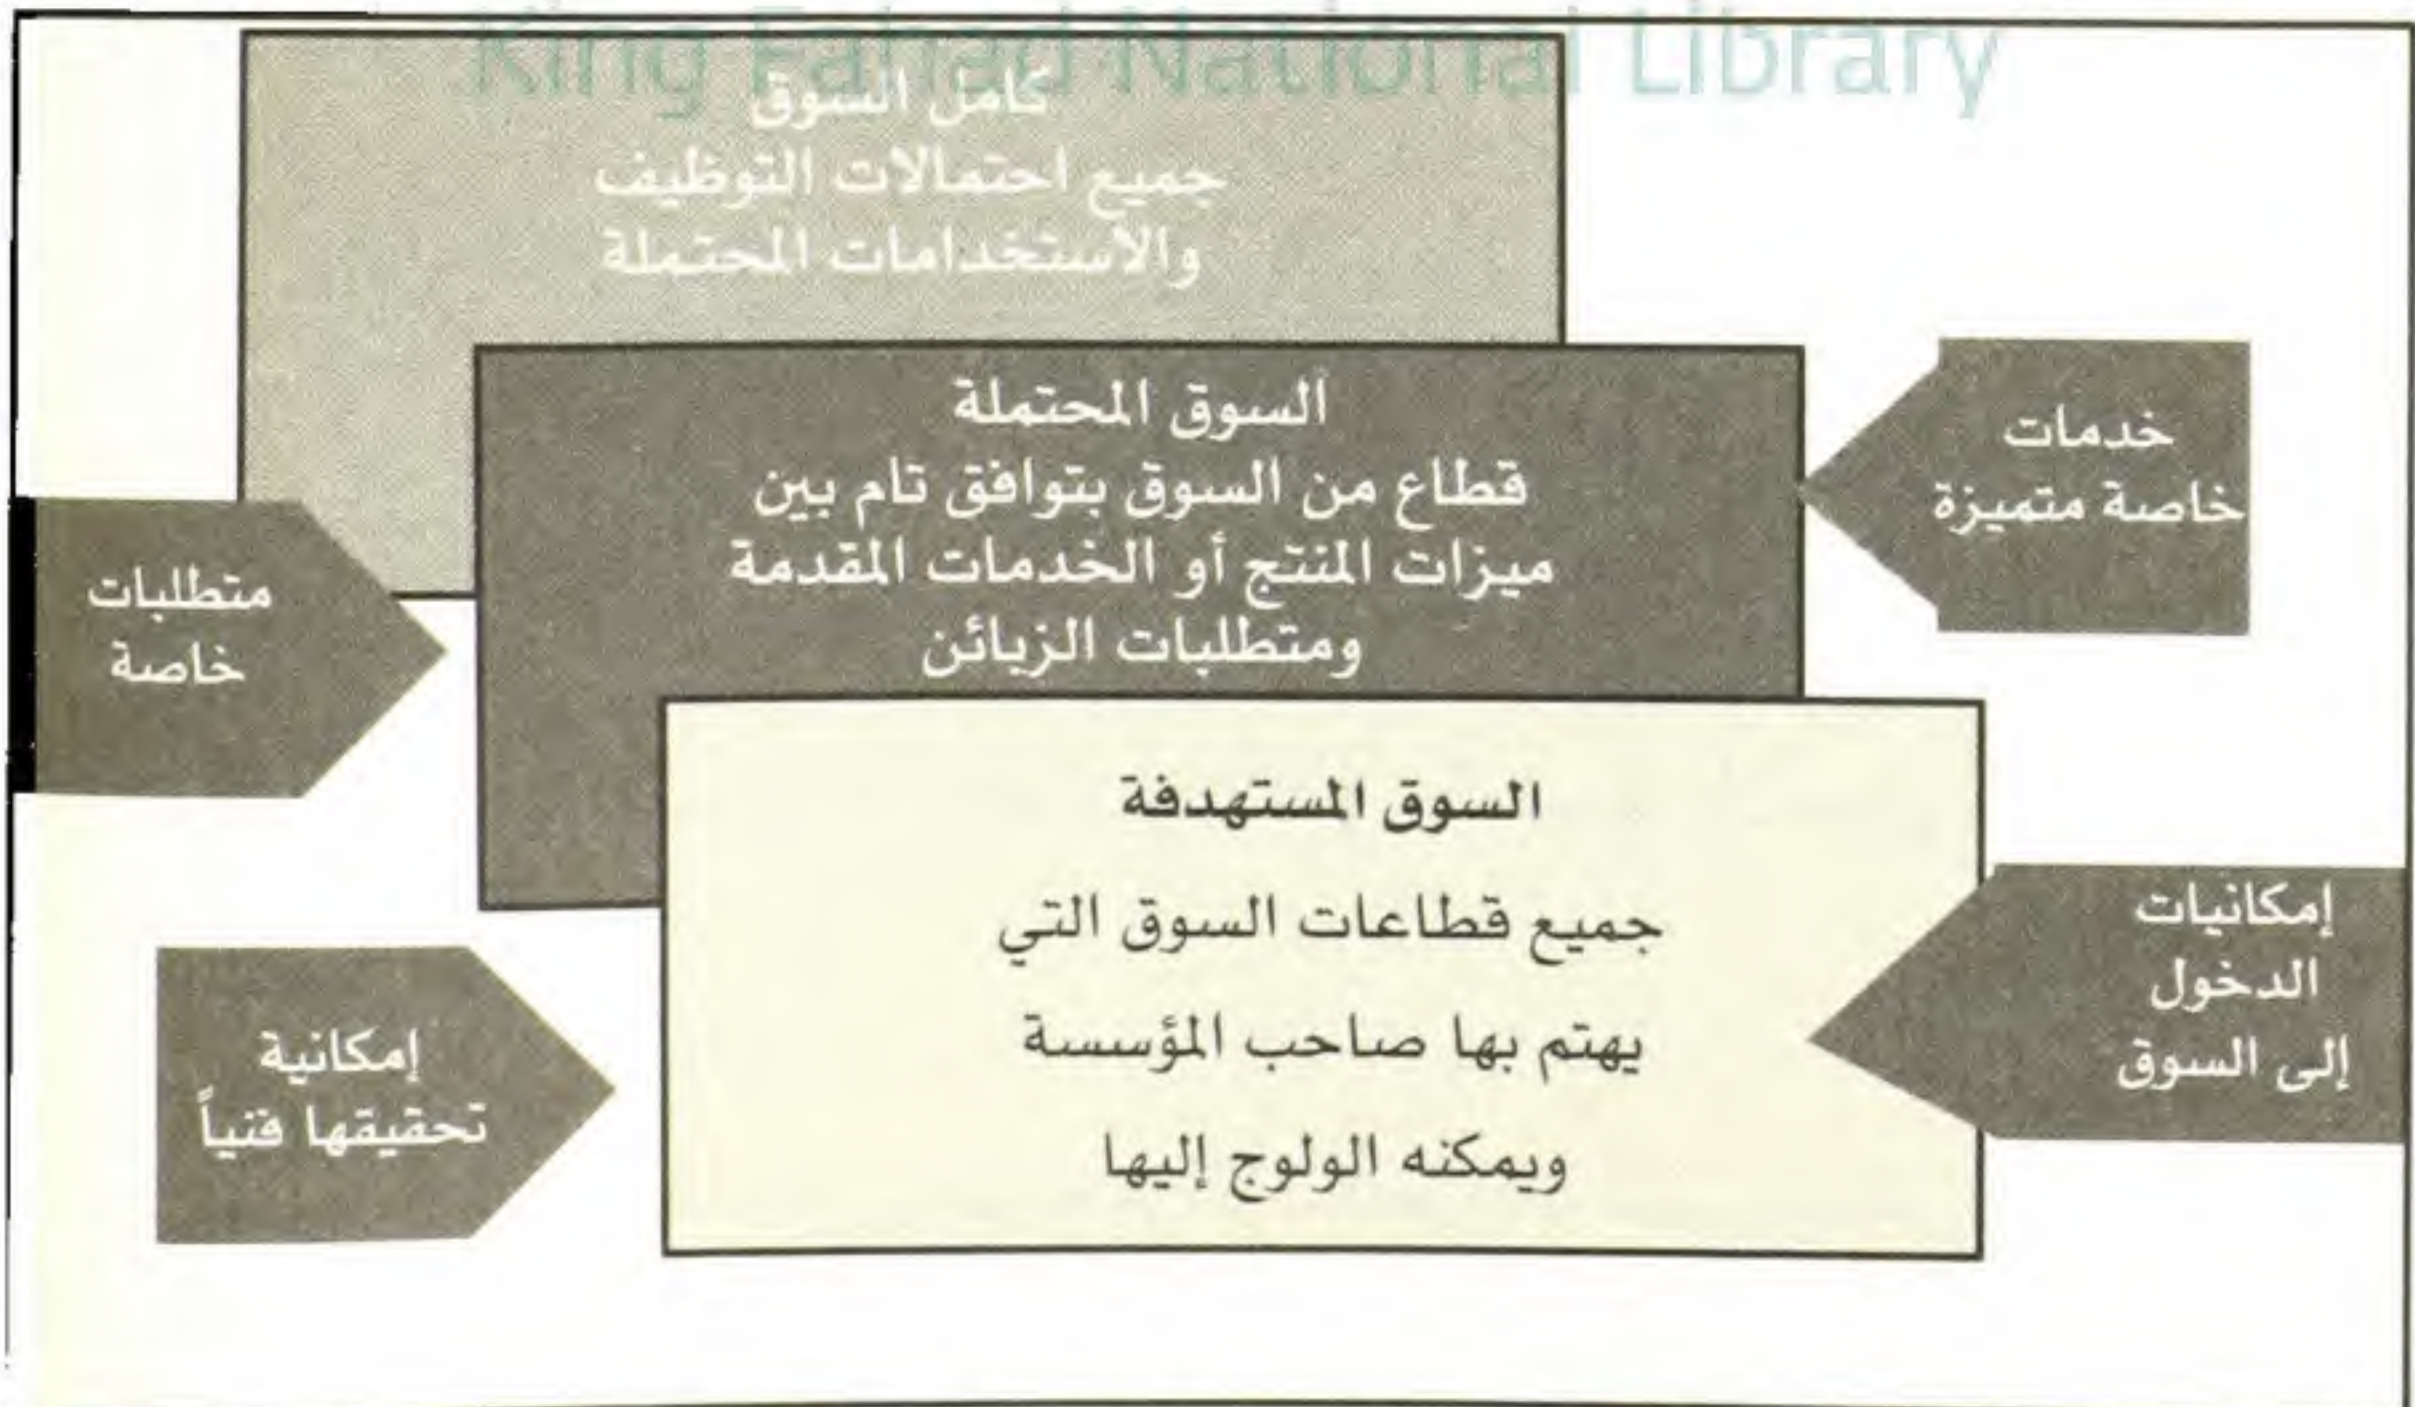 King Fahad National Library
كامل السوق
جميع احتمالات التوظيف
والاستخدامات المحتملة
السوق المحتملة
قطاع من السوق بتوافق تام بين
ميزات المنتج أو الخدمات المقدمة
ومتطلبات الزبائن
خدمات
خاصة متميزة
متطلبات
خاصة
السوق المستهدفة
جميع قطاعات السوق التي
يهتم بها صاحب المؤسسة
ويمكنه الولوج إليها
إمكانيات
الدخول
إلى السوق
إمكانية
تحقيقها فنياً